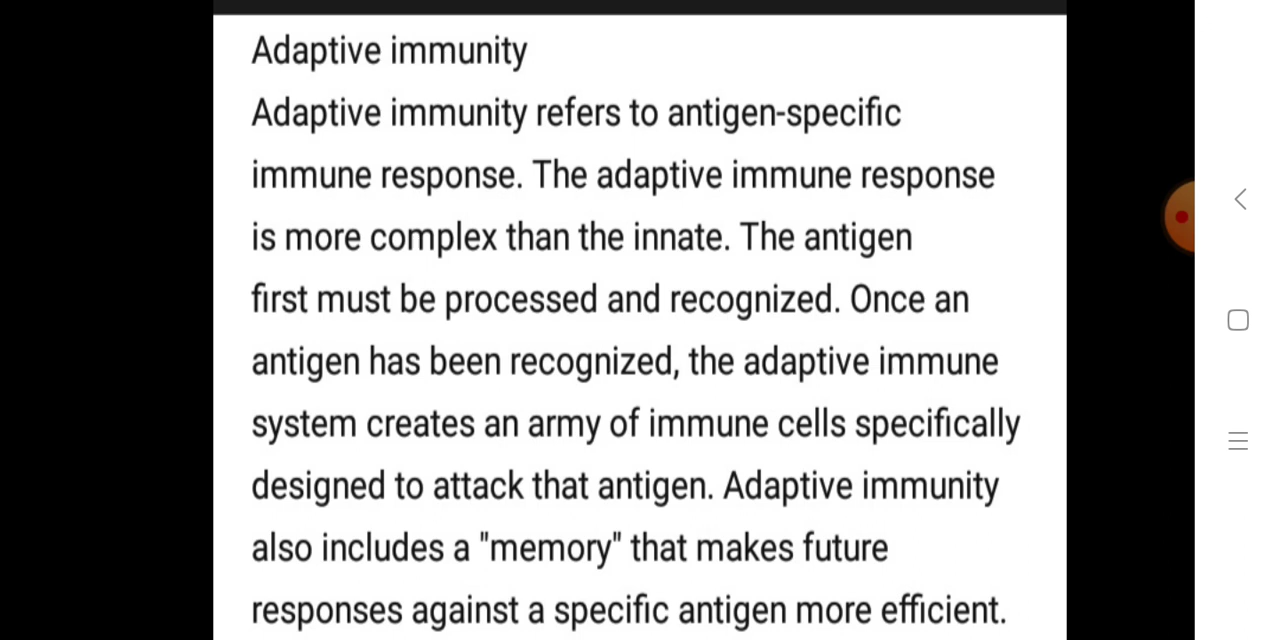 Adaptive immunity
Adaptive immunity refers to antigen-specific
immune response. The adaptive immune response
is more complex than the innate. The antigen
first must be processed and recognized. Once an
antigen has been recognized, the adaptive immune
system creates an army of immune cells specifically
designed to attack that antigen. Adaptive immunity
also includes a "memory" that makes future
responses against a specific antigen more efficient.